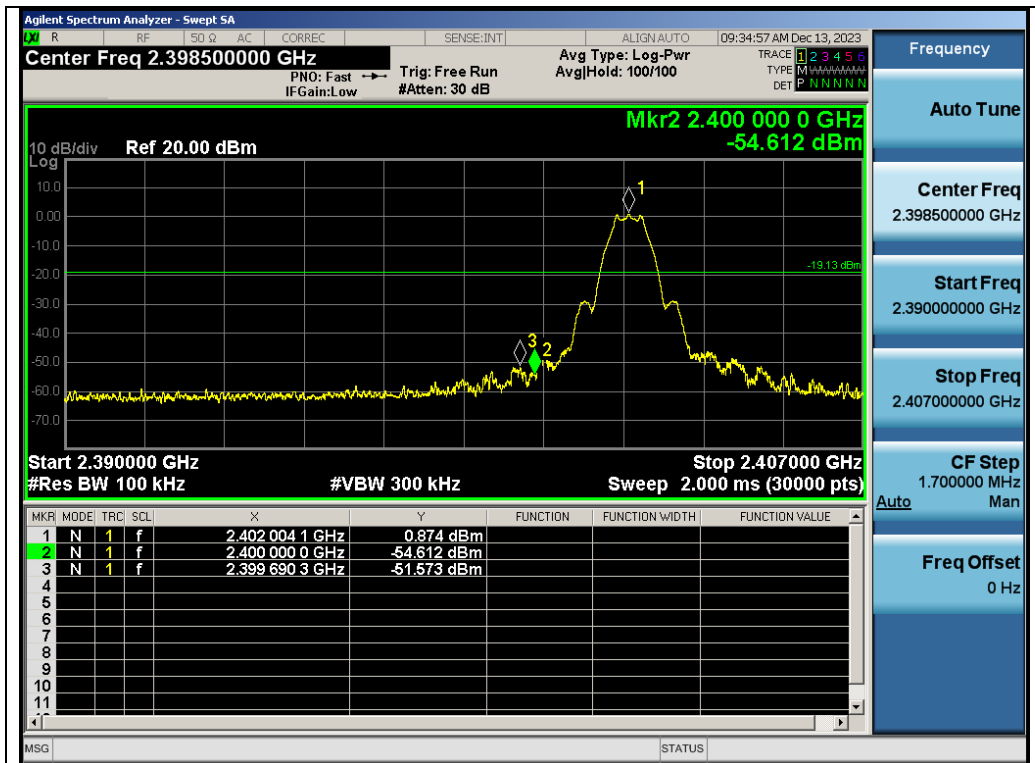 Agilent Spectrum Analyzer - Swept SA
LXI R RF 50 Ω AC CORREC SENSE:INT ALIGN AUTO 09:34:57 AM Dec 13, 2023
Center Freq 2.398500000 GHz
PNO: Fast
IFGain:Low
Trig: Free Run
#Atten: 30 dB
Avg Type: Log-Pwr
Avg|Hold: 100/100
TRACE 1 2 3 4 5 6
TYPE M
DET P N N N N N
Mkr2 2.400 000 0 GHz
-54.612 dBm
10 dB/div Ref 20.00 dBm
Log
10.0
0.00
-10.0
-20.0
-30.0
-40.0
-50.0
-60.0
-70.0
1
-19.13 dBm
3
2
Start 2.390000 GHz Stop 2.407000 GHz
#Res BW 100 kHz #VBW 300 kHz Sweep 2.000 ms (30000 pts)
MKR MODE TRC SCL X Y FUNCTION FUNCTION WIDTH FUNCTION VALUE
1 N 1 f 2.402 004 1 GHz 0.874 dBm
2 N 1 f 2.400 000 0 GHz -54.612 dBm
3 N 1 f 2.399 690 3 GHz -51.573 dBm
4
5
6
7
8
9
10
11
MSG STATUS
Frequency
Auto Tune
Center Freq
2.398500000 GHz
Start Freq
2.390000000 GHz
Stop Freq
2.407000000 GHz
CF Step
1.700000 MHz
Auto Man
Freq Offset
0 Hz